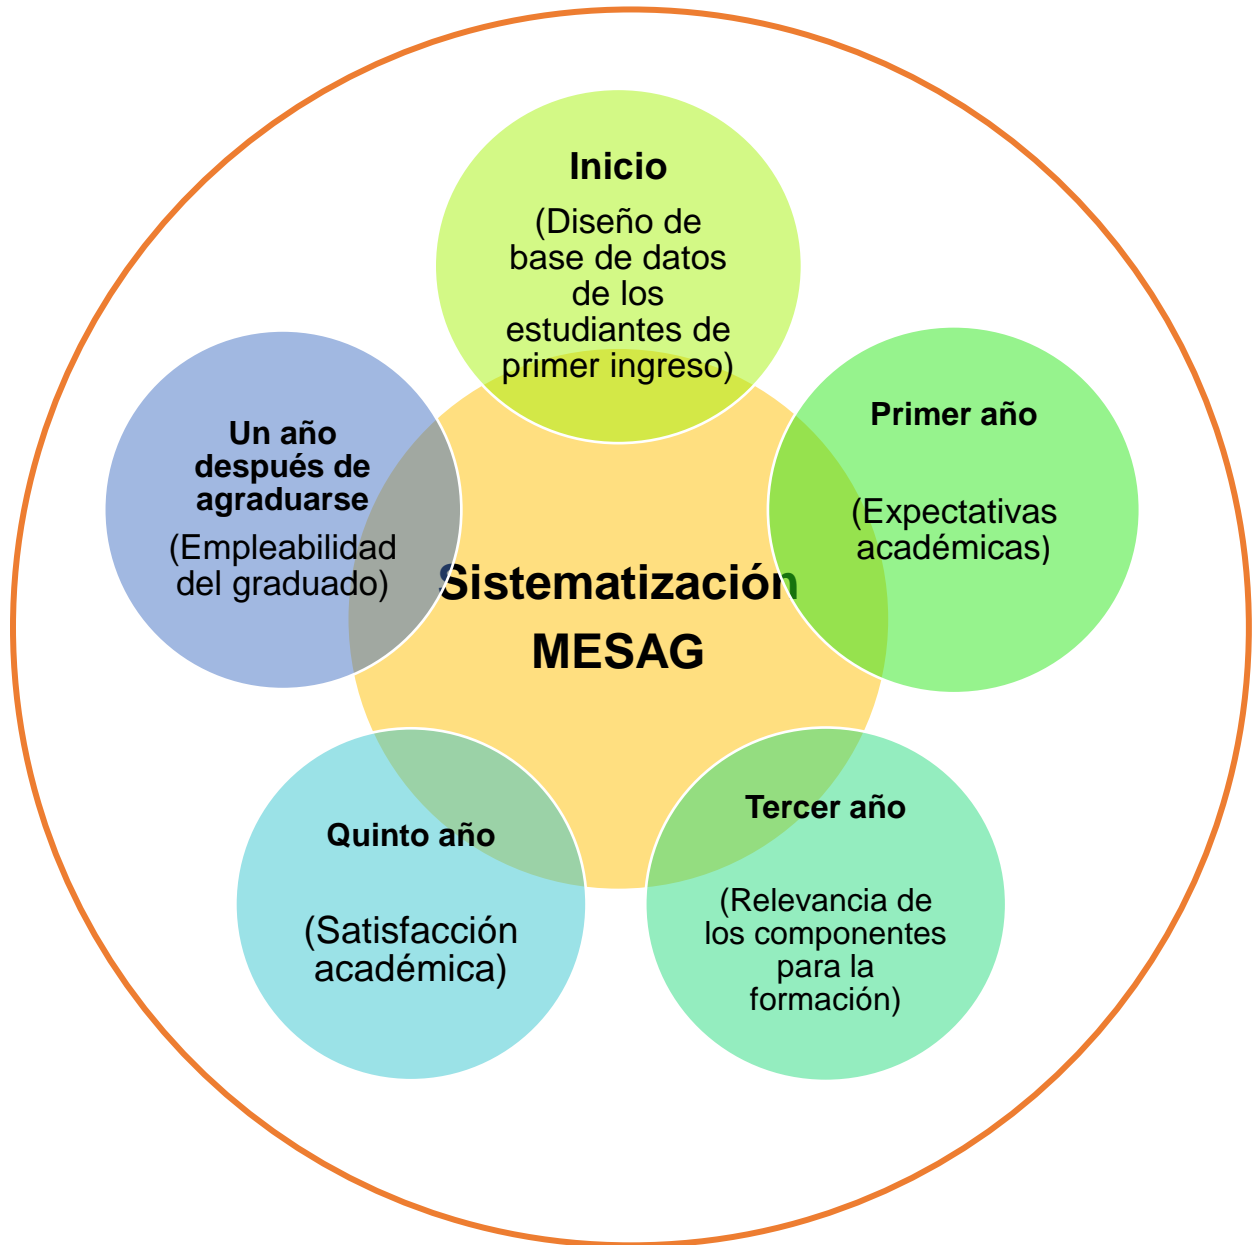 Inicio
(Diseño de
base de datos
de los
estudiantes de
primer ingreso)
Primer año
(Expectativas
académicas)
Un año
después de
agraduarse
(Empleabilidad
del graduado)
Sistematización
MESAG
Tercer año
(Relevancia de
los componentes
para la
formación)
Quinto año
(Satisfacción
académica)